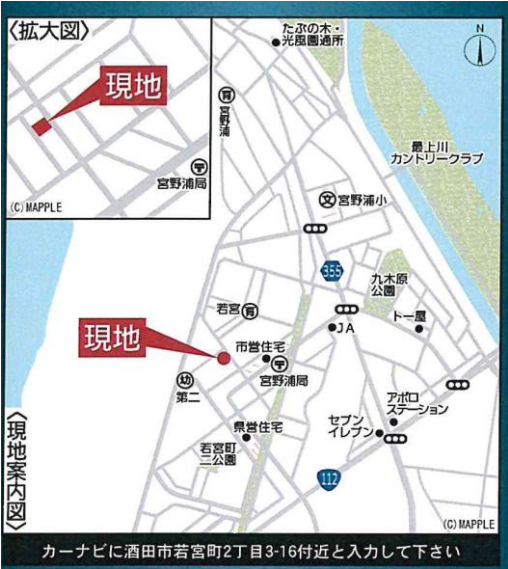 〈拡大図〉
現地
宮野浦局
(C)MAPPLE
たぶの木・
光風園通所
N
育
宮野浦
最上川
カントリークラブ
文
宮野浦小
355
九木原
公園
若宮
育
JA
トー屋
現地
市営住宅
宮野浦局
幼
第二
アポロ
ステーション
セブン
イレブン
県営住宅
若宮町
二公園
112
〈現地案内図〉
(C)MAPPLE
カーナビに酒田市若宮町2丁目3-16付近と入力して下さい